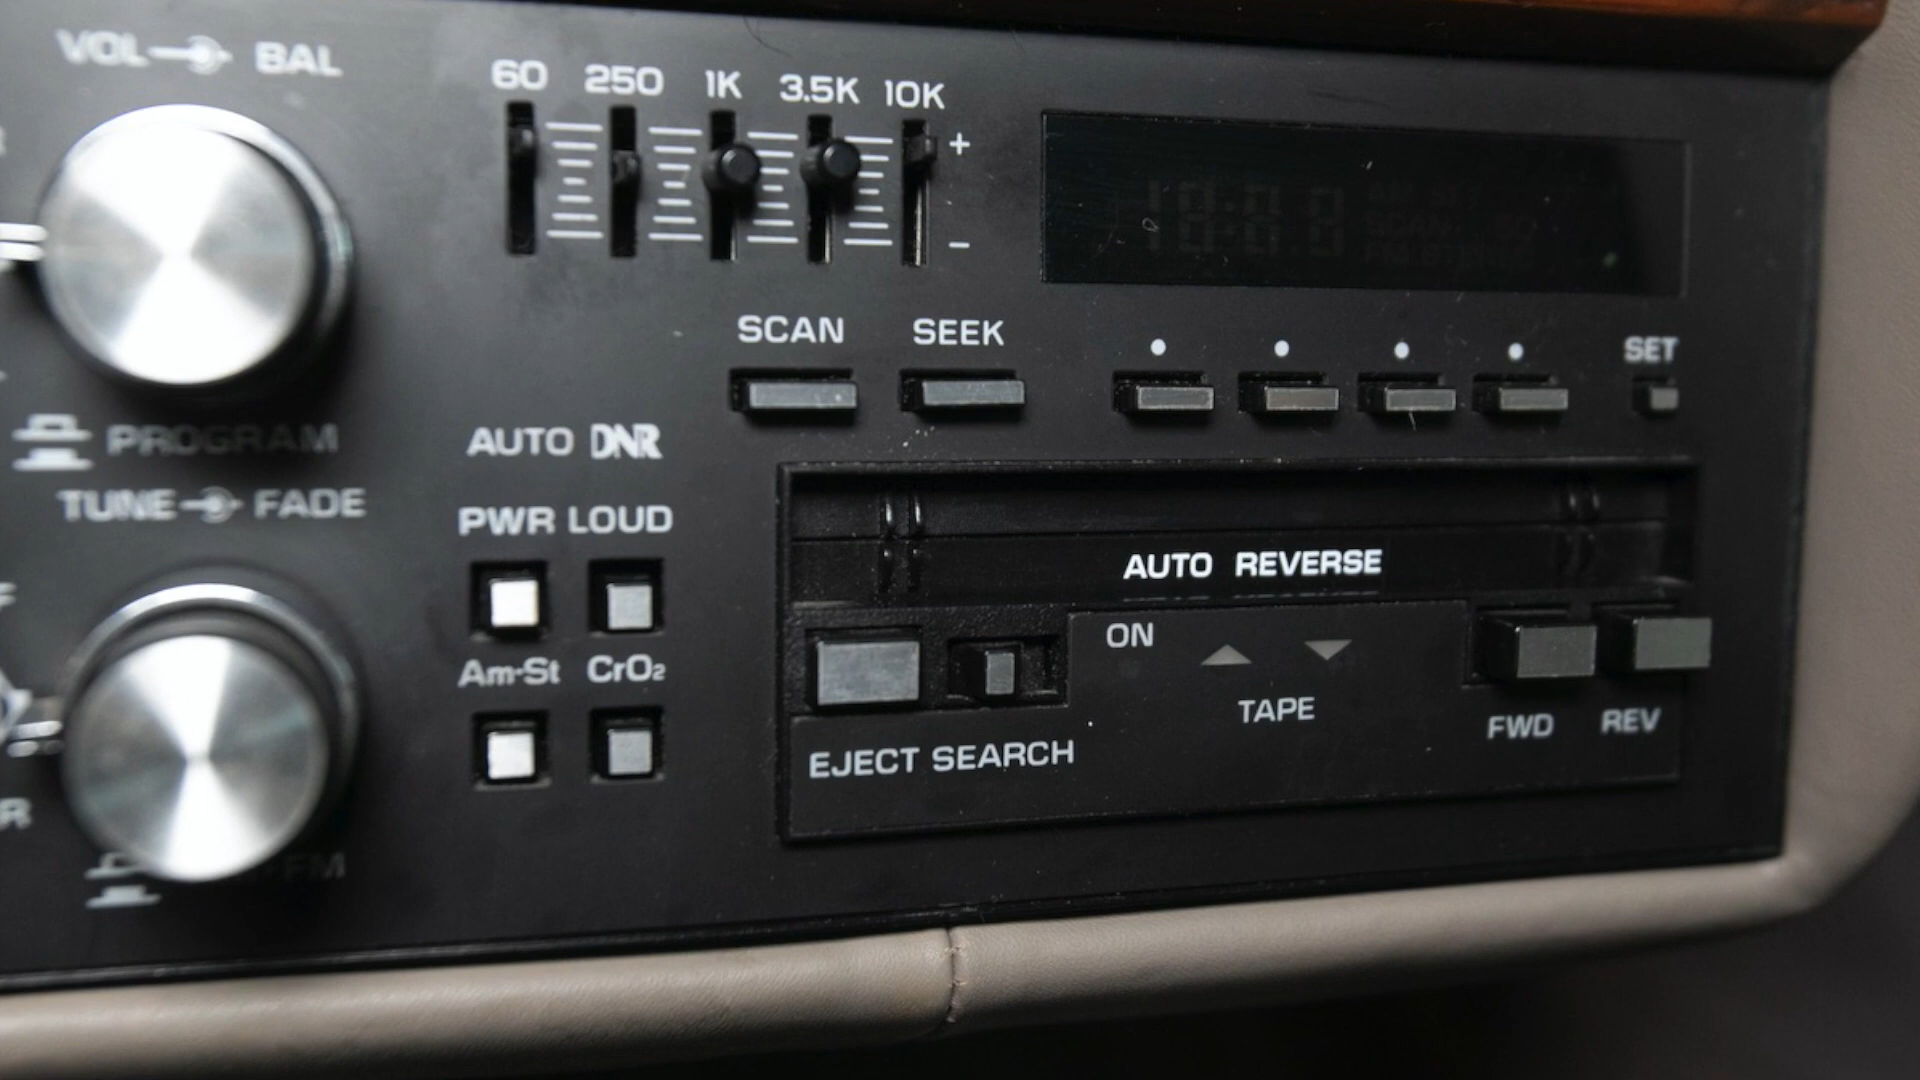 VOL BAL
60 250 1K 3.5K 10K
+
-
SCAN SEEK
SET
PROGRAM
AUTO DNR
TUNE FADE
PWR LOUD
AUTO REVERSE
ON
Am-St CrO₂
TAPE
FWD REV
EJECT SEARCH
R
FM